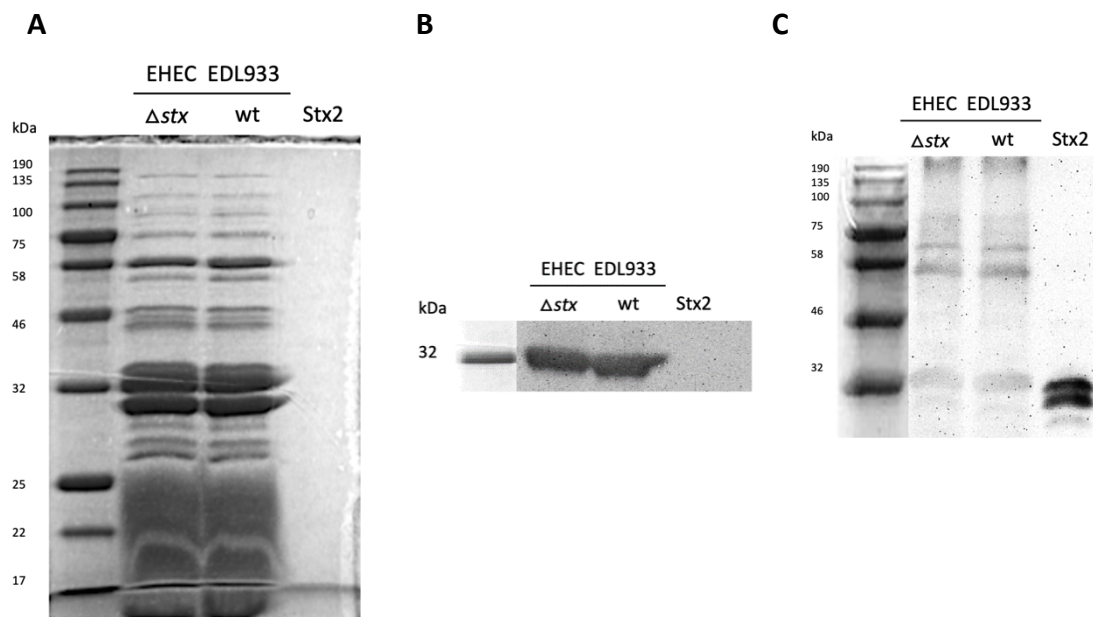 A
EHEC EDL933
Δstx wt Stx2
kDa
190
135
100
75
58
46
32
25
22
17
B
EHEC EDL933
Δstx wt Stx2
kDa
32
C
EHEC EDL933
Δstx wt Stx2
kDa
190
135
100
75
58
46
32